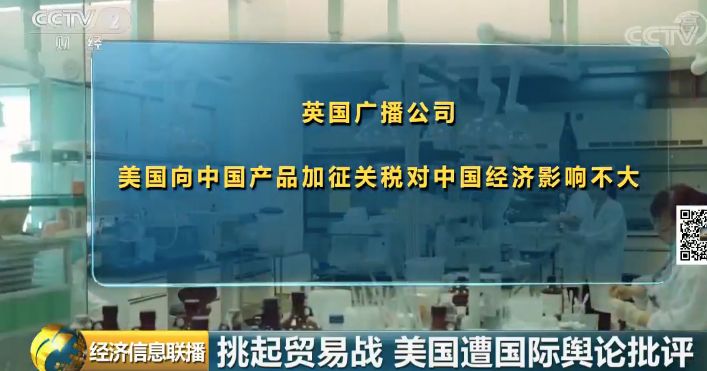 CCTV 2
财经
CCTV
英国广播公司
美国向中国产品加征关税对中国经济影响不大
经济信息联播
挑起贸易战 美国遭国际舆论批评